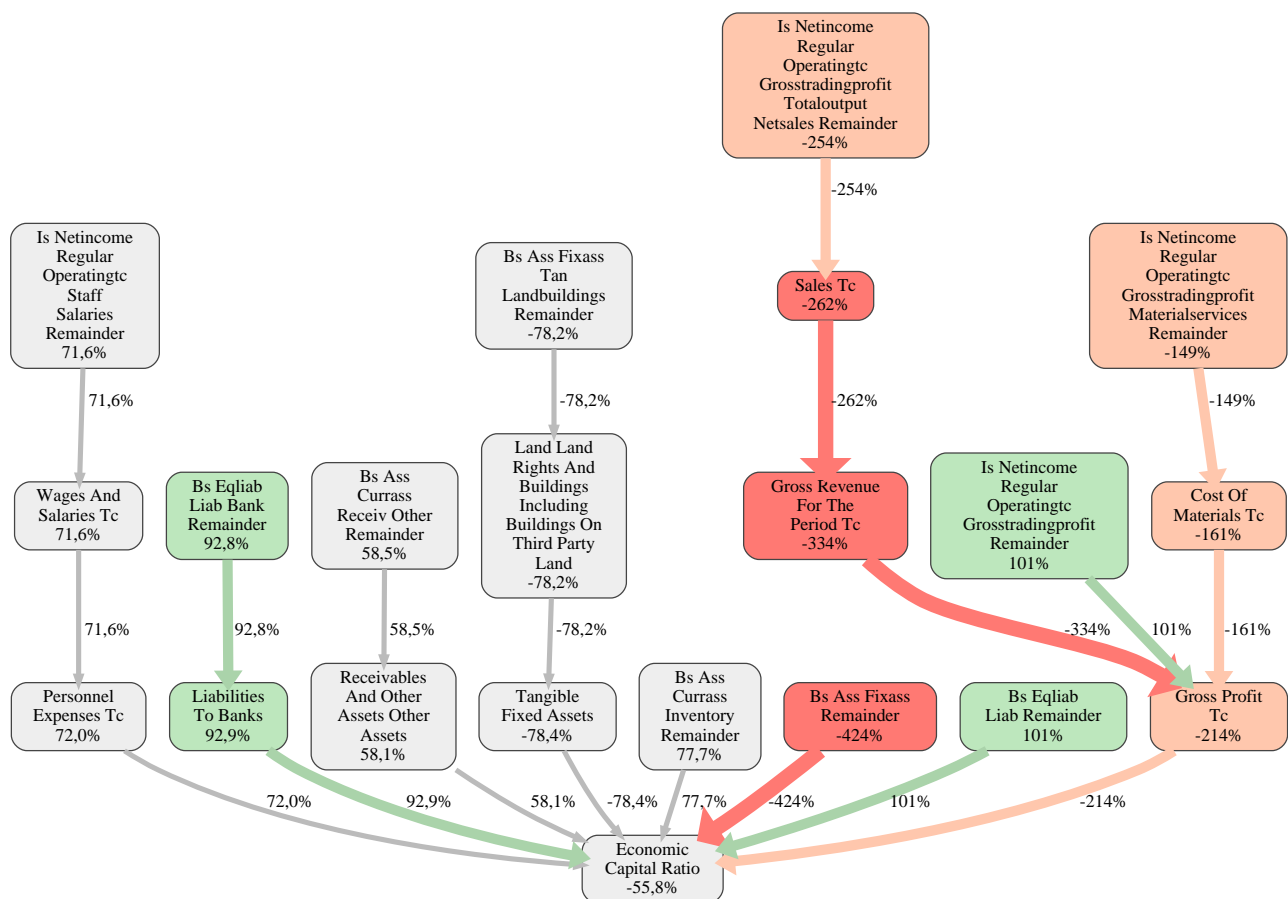 Is Netincome
Regular
Operatingtc
Grosstradingprofit
Totaloutput
Netsales Remainder
-254%
-254%
Is Netincome
Regular
Operatingtc
Staff
Salaries
Remainder
71,6%
Bs Ass Fixass
Tan
Landbuildings
Remainder
-78,2%
Sales Tc
-262%
Is Netincome
Regular
Operatingtc
Grosstradingprofit
Materialservices
Remainder
-149%
71,6%
-78,2%
-262%
-149%
Wages And
Salaries Tc
71,6%
Bs Eqliab
Liab Bank
Remainder
92,8%
Bs Ass
Currass
Receiv Other
Remainder
58,5%
Land Land
Rights And
Buildings
Including
Buildings On
Third Party
Land
-78,2%
Gross Revenue
For The
Period Tc
-334%
Is Netincome
Regular
Operatingtc
Grosstradingprofit
Remainder
101%
Cost Of
Materials Tc
-161%
71,6%
92,8%
58,5%
-78,2%
-334%
101%
-161%
Personnel
Expenses Tc
72,0%
Liabilities
To Banks
92,9%
Receivables
And Other
Assets Other
Assets
58,1%
Tangible
Fixed Assets
-78,4%
Bs Ass
Currass
Inventory
Remainder
77,7%
Bs Ass Fixass
Remainder
-424%
Bs Eqliab
Liab Remainder
101%
Gross Profit
Tc
-214%
72,0%
92,9%
58,1%
-78,4%
77,7%
-424%
101%
-214%
Economic
Capital Ratio
-55,8%